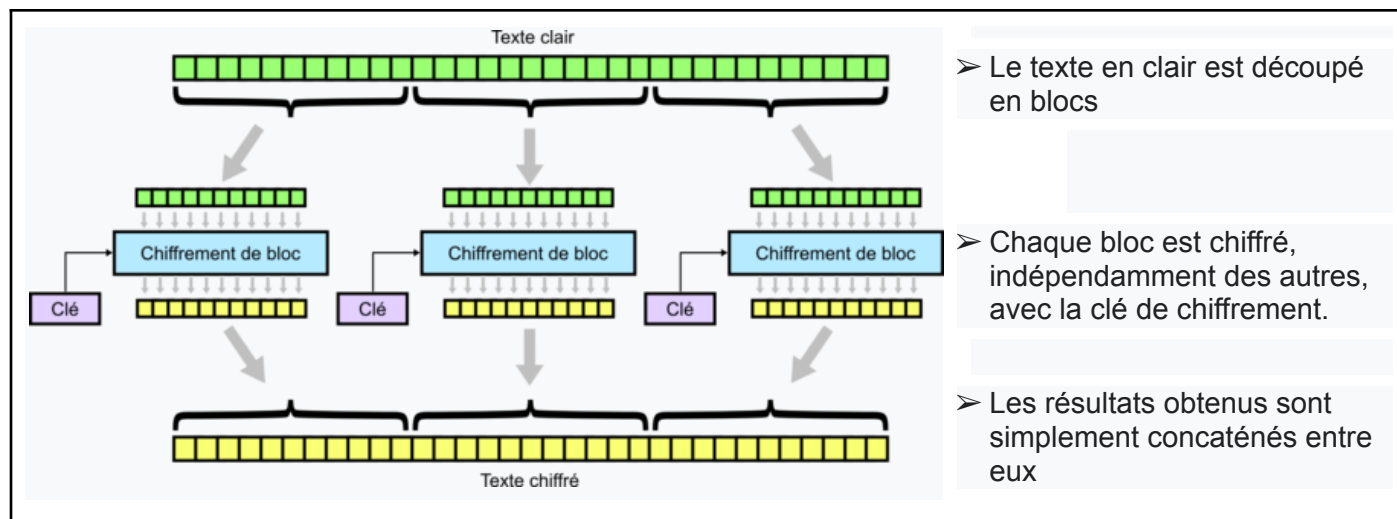 Texte clair
➢ Le texte en clair est découpé
en blocs
Chiffrement de bloc
Chiffrement de bloc
Chiffrement de bloc
Clé
Clé
Clé
➢ Chaque bloc est chiffré,
indépendamment des autres,
avec la clé de chiffrement.
➢ Les résultats obtenus sont
simplement concaténés entre
eux
Texte chiffré